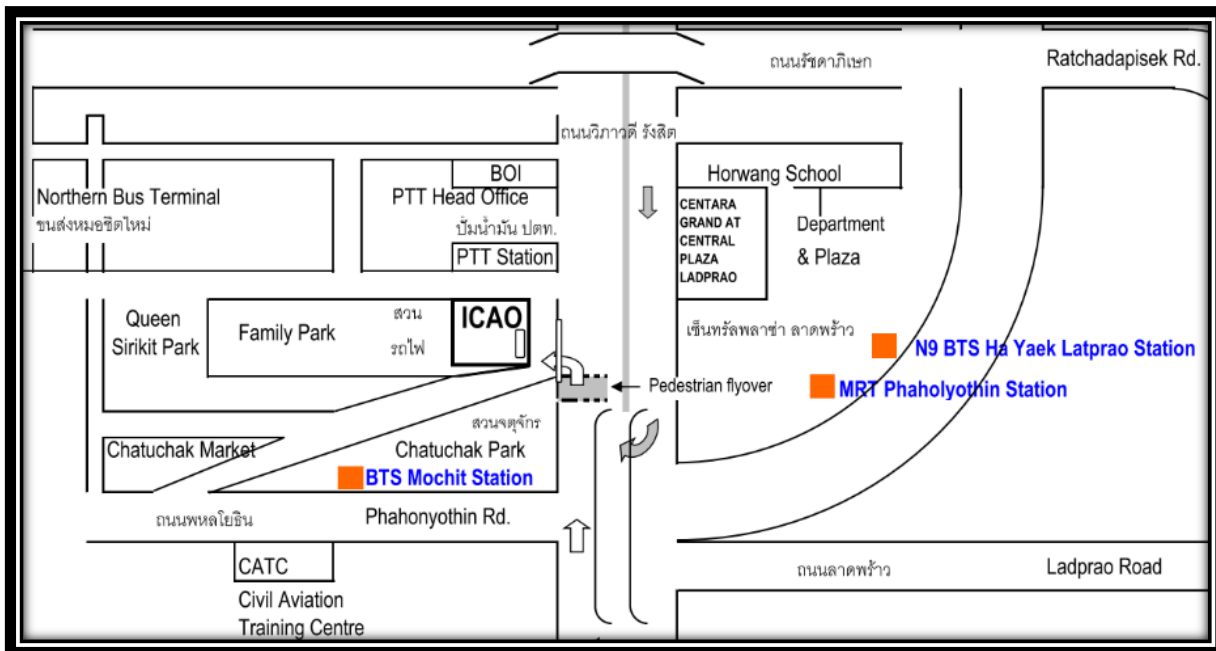 ถนนรัชดาภิเษก
Ratchadapisek Rd.
ถนนวิภาวดี รังสิต
BOI
Northern Bus Terminal
ขนส่งหมอชิตใหม่
PTT Head Office
ปั๊มน้ำมัน ปตท.
PTT Station
Horwang School
CENTARA
GRAND AT
CENTRAL
PLAZA
LADPRAO
Department
& Plaza
Queen
Sirikit Park
Family Park
สวน
รถไฟ
ICAO
เซ็นทรัลพลาซ่า ลาดพร้าว
N9 BTS Ha Yaek Latprao Station
Pedestrian flyover
MRT Phaholyothin Station
สวนจตุจักร
Chatuchak Market
Chatuchak Park
BTS Mochit Station
ถนนพหลโยธิน
Phahonyothin Rd.
CATC
Civil Aviation
Training Centre
ถนนลาดพร้าว
Ladprao Road